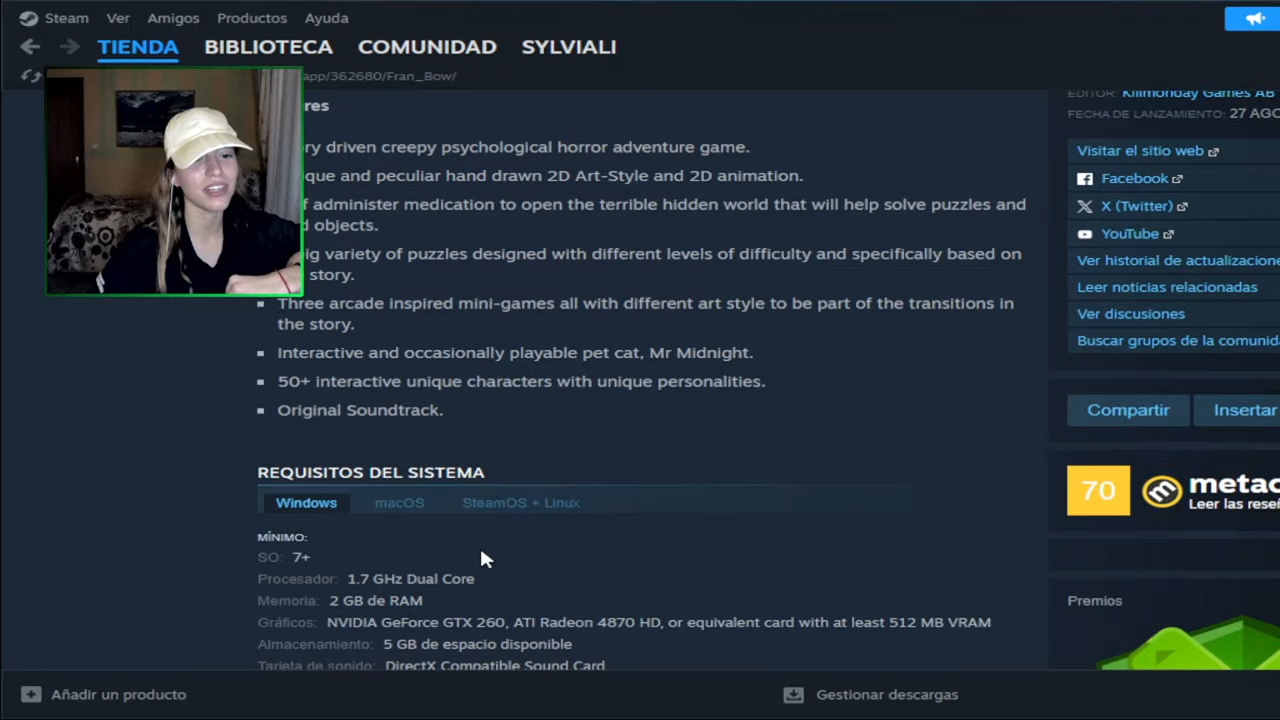 Steam Ver Amigos Productos Ayuda
TIENDA BIBLIOTECA COMUNIDAD SYLVIALI
app/362680/Fran_Bow/
res
ry driven creepy psychological horror adventure game.
que and peculiar hand drawn 2D Art-Style and 2D animation.
f administer medication to open the terrible hidden world that will help solve puzzles and
objects.
ig variety of puzzles designed with different levels of difficulty and specifically based on
story.
Three arcade inspired mini-games all with different art style to be part of the transitions in
the story.
Interactive and occasionally playable pet cat, Mr Midnight.
50+ interactive unique characters with unique personalities.
Original Soundtrack.
REQUISITOS DEL SISTEMA
Windows macOS SteamOS + Linux
MÍNIMO:
SO: 7+
Procesador: 1.7 GHz Dual Core
Memoria: 2 GB de RAM
Gráficos: NVIDIA GeForce GTX 260, ATI Radeon 4870 HD, or equivalent card with at least 512 MB VRAM
Almacenamiento: 5 GB de espacio disponible
Tarjeta de sonido: DirectX Compatible Sound Card
EDITOR: Killmonday Games AB
FECHA DE LANZAMIENTO: 27 AGO
Visitar el sitio web
Facebook
X (Twitter)
YouTube
Ver historial de actualizacione
Leer noticias relacionadas
Ver discusiones
Buscar grupos de la comunid
Compartir Insertar
70 metac
Leer las rese
Premios
Añadir un producto Gestionar descargas